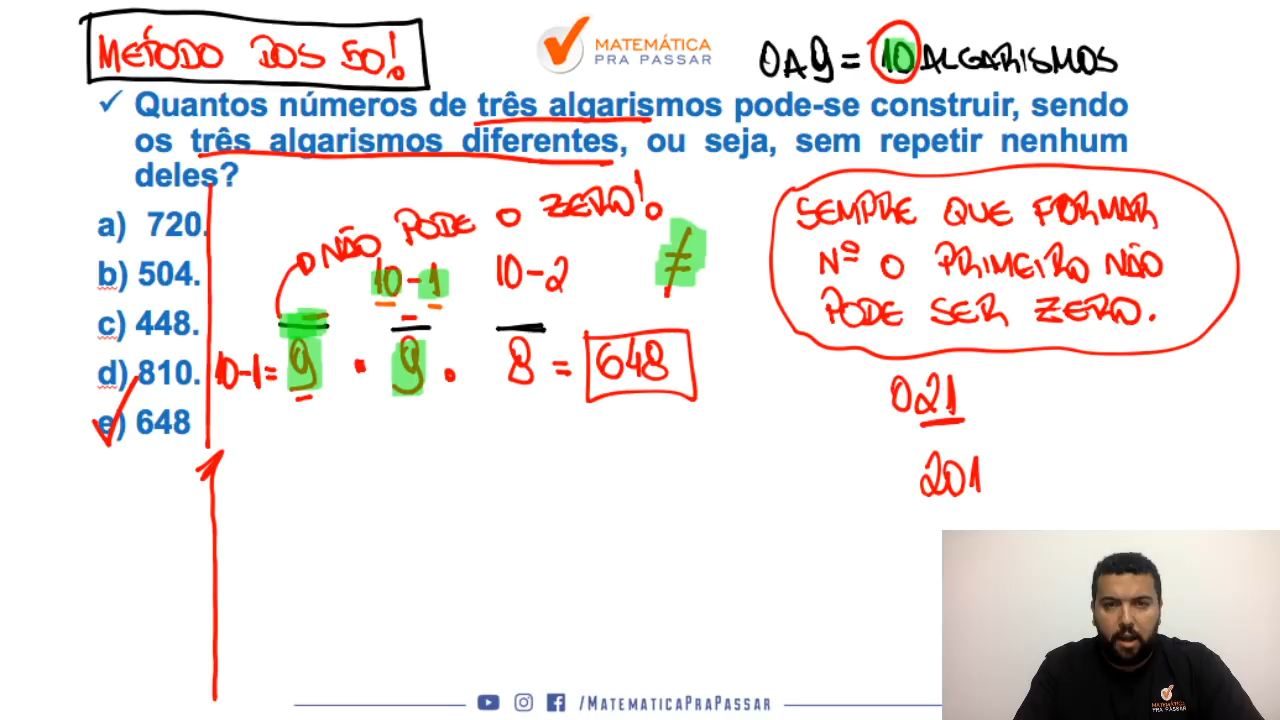 MÉTODO DOS 50!
MATEMÁTICA
PRA PASSAR
0 A 9 = 10 ALGARISMOS
✓ Quantos números de três algarismos pode-se construir, sendo
os três algarismos diferentes, ou seja, sem repetir nenhum
deles?
a) 720.
b) 504.
c) 448.
d) 810.
e) 648
NÃO PODE O ZERO!
10-1 10-2 ≠
10-1= 9 . 9 . 8 = 648
SEMPRE QUE FORMAR
Nº O PRIMEIRO NÃO
PODE SER ZERO.
021
201
MATEMÁTICA
PRA PASSAR
/MATEMATICAPRAPASSAR